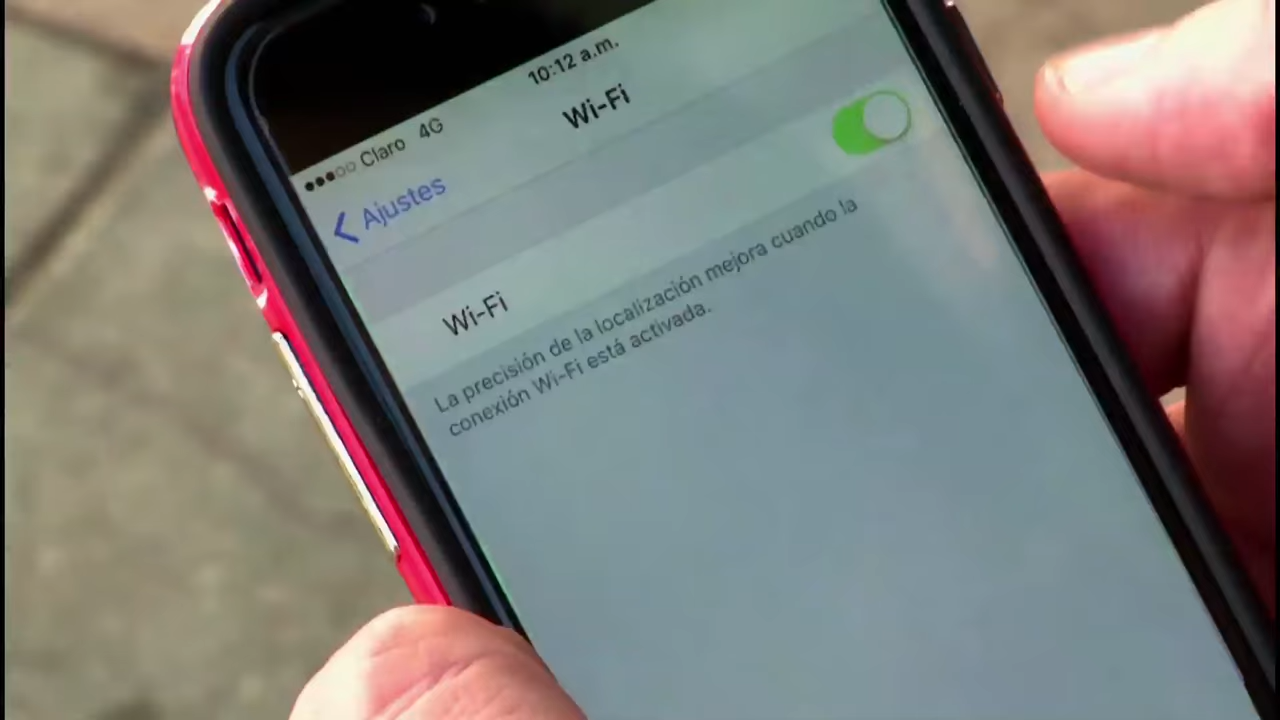 10:12 a.m.
Claro 4G
Wi-Fi
Ajustes
Wi-Fi
La precisión de la localización mejora cuando la
conexión Wi-Fi está activada.